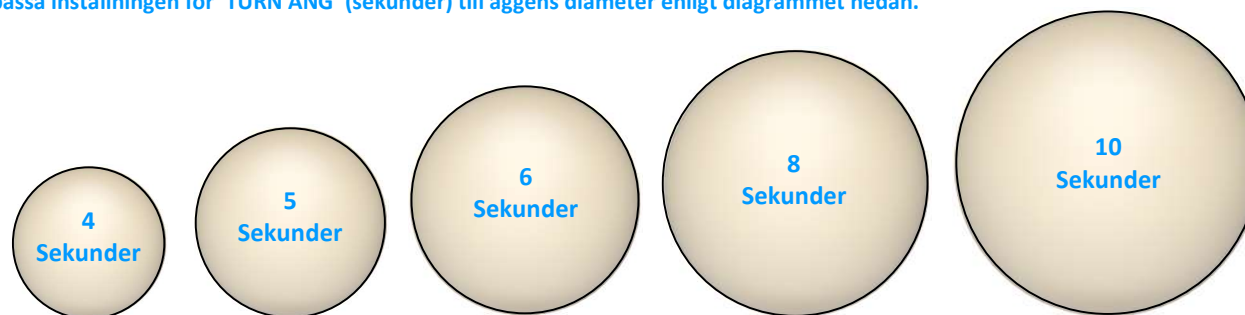 passa inställningen för 'TURN ANG' (sekunder) till äggens diameter enligt diagrammet nedan.
4
Sekunder
5
Sekunder
6
Sekunder
8
Sekunder
10
Sekunder